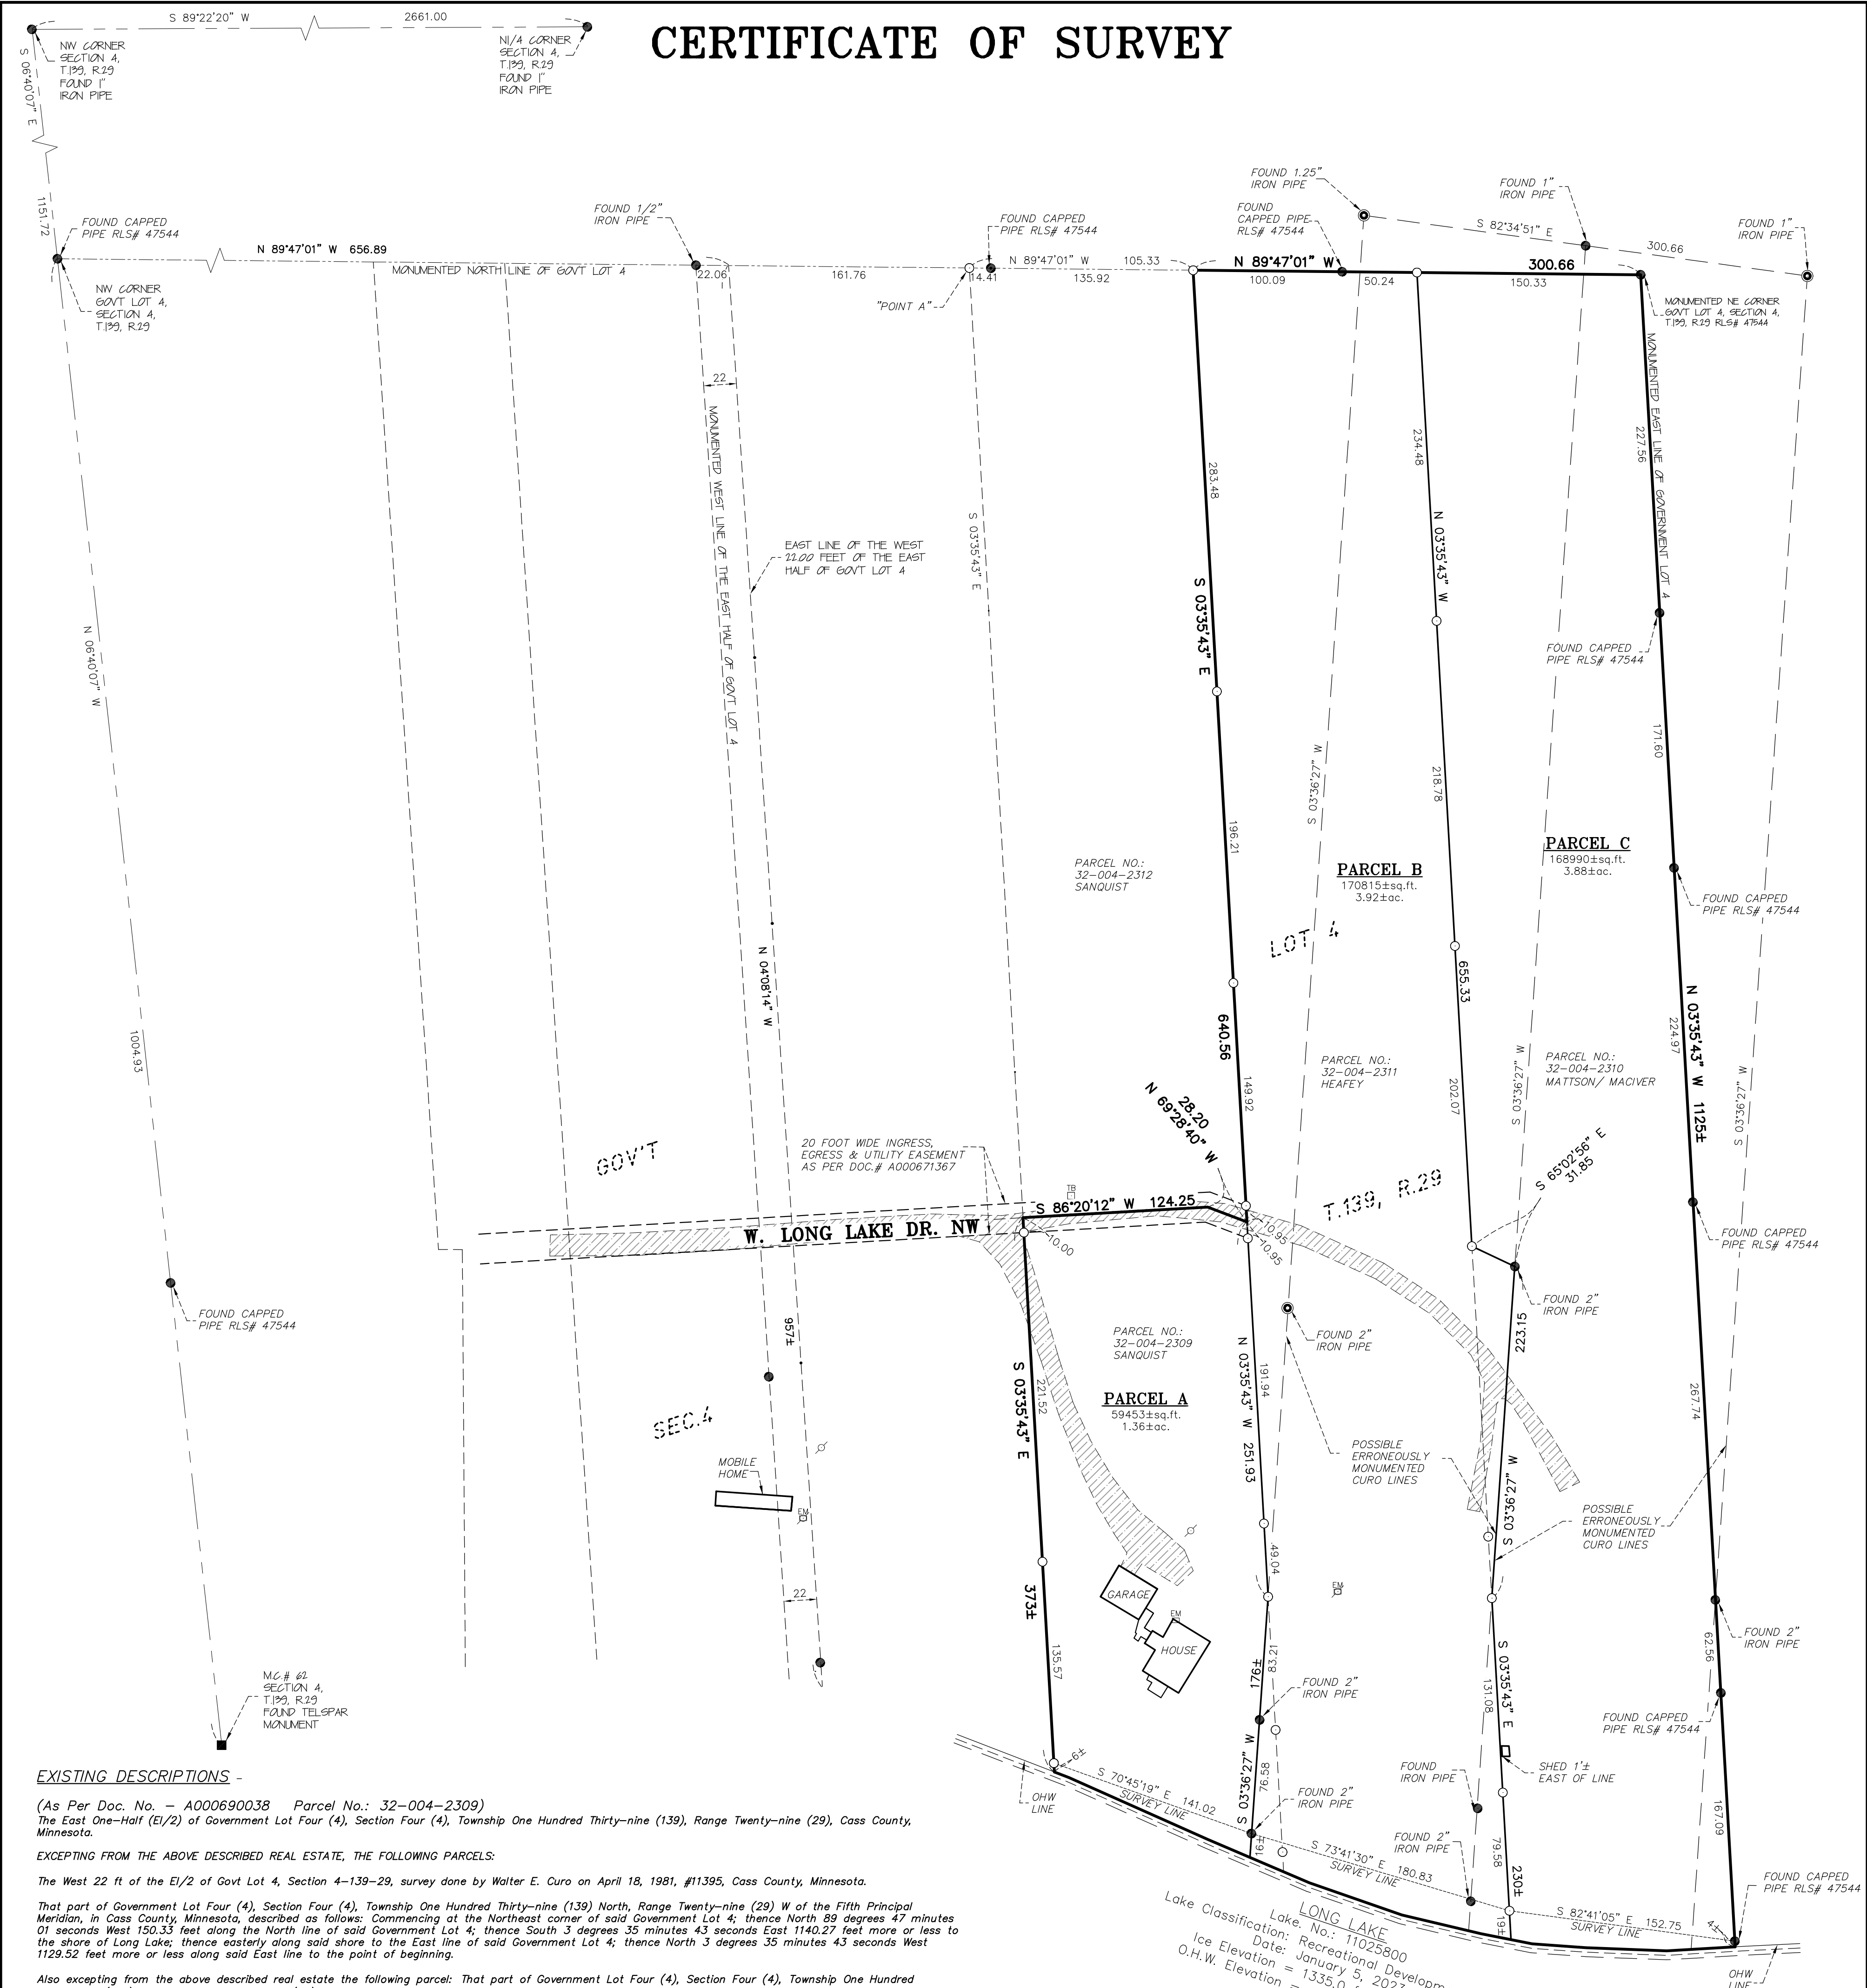 CERTIFICATE OF SURVEY
S 89°22'20" W
2661.00
NW CORNER
SECTION 4,
T.139, R.29
FOUND 1"
IRON PIPE
N1/4 CORNER
SECTION 4,
T.139, R.29
FOUND 1"
IRON PIPE
S 06°40'07" E
1151.72
FOUND CAPPED
PIPE RLS# 47544
N 89°47'01" W 656.89
MONUMENTED NORTH LINE OF GOVT LOT 4
NW CORNER
GOV'T LOT 4,
SECTION 4,
T.139, R.29
FOUND 1/2"
IRON PIPE
22.06
161.76
"POINT A"
14.41
FOUND CAPPED
PIPE RLS# 47544
N 89°47'01" W 105.33
135.92
FOUND 1.25"
IRON PIPE
FOUND
CAPPED PIPE
RLS# 47544
N 89°47'01" W
300.66
100.09
50.24
150.33
FOUND 1"
IRON PIPE
S 82°34'51" E
300.66
FOUND 1"
IRON PIPE
MONUMENTED NE CORNER
GOV'T LOT 4, SECTION 4,
T.139, R.29 RLS# 47544
MONUMENTED EAST LINE OF GOVERNMENT LOT 4
227.56
22
MONUMENTED WEST LINE OF THE EAST HALF OF GOVT LOT 4
EAST LINE OF THE WEST
22.00 FEET OF THE EAST
HALF OF GOVT LOT 4
S 03°35'43" E
283.48
S 03°35'43" E
234.48
N 03°35'43" W
FOUND CAPPED
PIPE RLS# 47544
N 06°40'07" W
171.60
S 03°36'27" W
218.78
196.21
PARCEL NO.:
32-004-2312
SANQUIST
PARCEL B
170815±sq.ft.
3.92±ac.
PARCEL C
168990±sq.ft.
3.88±ac.
FOUND CAPPED
PIPE RLS# 47544
LOT 4
N 04°08'14" W
655.33
640.56
1004.93
N 03°35'43" W 1125±
224.97
149.92
202.07
PARCEL NO.:
32-004-2311
HEAFEY
S 03°36'27" W
PARCEL NO.:
32-004-2310
MATTSON/ MACIVER
S 03°36'27" W
28.20
N 69°28'40" W
20 FOOT WIDE INGRESS,
EGRESS & UTILITY EASEMENT
AS PER DOC.# A000671367
GOV'T
TB
S 86°20'12" W 124.25
S 65°02'56" E
31.85
T.139, R.29
W. LONG LAKE DR. NW
10.00
10.95
10.95
FOUND CAPPED
PIPE RLS# 47544
FOUND CAPPED
PIPE RLS# 47544
957±
FOUND 2"
IRON PIPE
223.15
PARCEL NO.:
32-004-2309
SANQUIST
FOUND 2"
IRON PIPE
S 03°35'43" E
221.52
PARCEL A
59453±sq.ft.
1.36±ac.
N 03°35'43" W 251.93
191.94
267.74
SEC.4
POSSIBLE
ERRONEOUSLY
MONUMENTED
CURO LINES
MOBILE
HOME
EM
S 03°36'27" W
POSSIBLE
ERRONEOUSLY
MONUMENTED
CURO LINES
49.04
22
373±
GARAGE
EM
HOUSE
EM
FOUND 2"
IRON PIPE
62.56
135.57
176±
83.21
S 03°35'43" E
131.08
M.C.# 62
SECTION 4,
T.139, R.29
FOUND TELSPAR
MONUMENT
FOUND 2"
IRON PIPE
FOUND CAPPED
PIPE RLS# 47544
6±
S 03°36'27" W
76.58
FOUND
IRON PIPE
SHED 1'±
EAST OF LINE
OHW
LINE
S 70°45'19" E 141.02
SURVEY LINE
FOUND 2"
IRON PIPE
167.09
16±
S 73°41'30" E 180.83
SURVEY LINE
FOUND 2"
IRON PIPE
79.58
230±
19±
S 82°41'05" E 152.75
SURVEY LINE
4±
FOUND CAPPED
PIPE RLS# 47544
OHW
LINE
LONG LAKE
Lake. No.: 11025800
Lake Classification: Recreational Developm
Date: January 5, 2023
Ice Elevation = 1335.0
O.H.W. Elevation =
EXISTING DESCRIPTIONS -
(As Per Doc. No. - A000690038 Parcel No.: 32-004-2309)
The East One-Half (E1/2) of Government Lot Four (4), Section Four (4), Township One Hundred Thirty-nine (139), Range Twenty-nine (29), Cass County,
Minnesota.
EXCEPTING FROM THE ABOVE DESCRIBED REAL ESTATE, THE FOLLOWING PARCELS:
The West 22 ft of the E1/2 of Govt Lot 4, Section 4-139-29, survey done by Walter E. Curo on April 18, 1981, #11395, Cass County, Minnesota.
That part of Government Lot Four (4), Section Four (4), Township One Hundred Thirty-nine (139) North, Range Twenty-nine (29) W of the Fifth Principal
Meridian, in Cass County, Minnesota, described as follows: Commencing at the Northeast corner of said Government Lot 4; thence North 89 degrees 47 minutes
01 seconds West 150.33 feet along the North line of said Government Lot 4; thence South 3 degrees 35 minutes 43 seconds East 1140.27 feet more or less to
the shore of Long Lake; thence easterly along said shore to the East line of said Government Lot 4; thence North 3 degrees 35 minutes 43 seconds West
1129.52 feet more or less along said East line to the point of beginning.
Also excepting from the above described real estate the following parcel: That part of Government Lot Four (4), Section Four (4), Township One Hundred